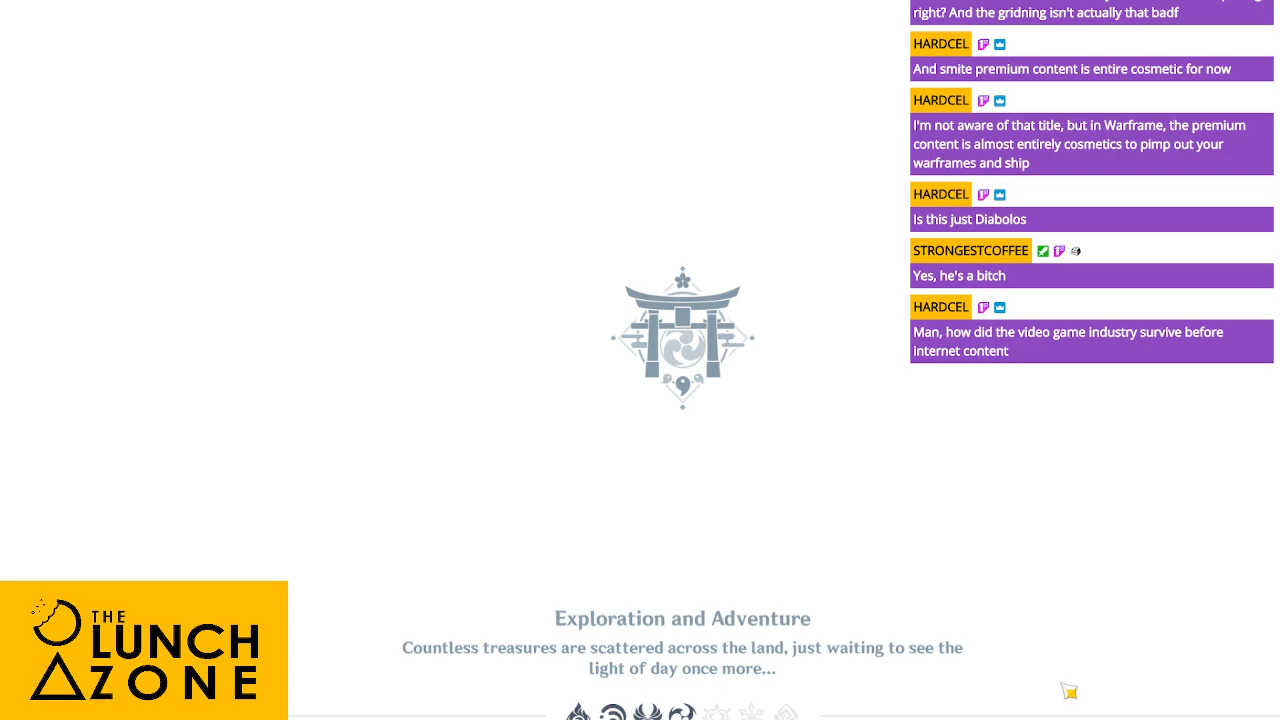 right? And the gridning isn't actually that badf
HARDCEL
And smite premium content is entire cosmetic for now
HARDCEL
I'm not aware of that title, but in Warframe, the premium
content is almost entirely cosmetics to pimp out your
warframes and ship
HARDCEL
Is this just Diabolos
STRONGESTCOFFEE
Yes, he's a bitch
HARDCEL
Man, how did the video game industry survive before
internet content
Exploration and Adventure
Countless treasures are scattered across the land, just waiting to see the
light of day once more...
THE
LUNCH
ZONE